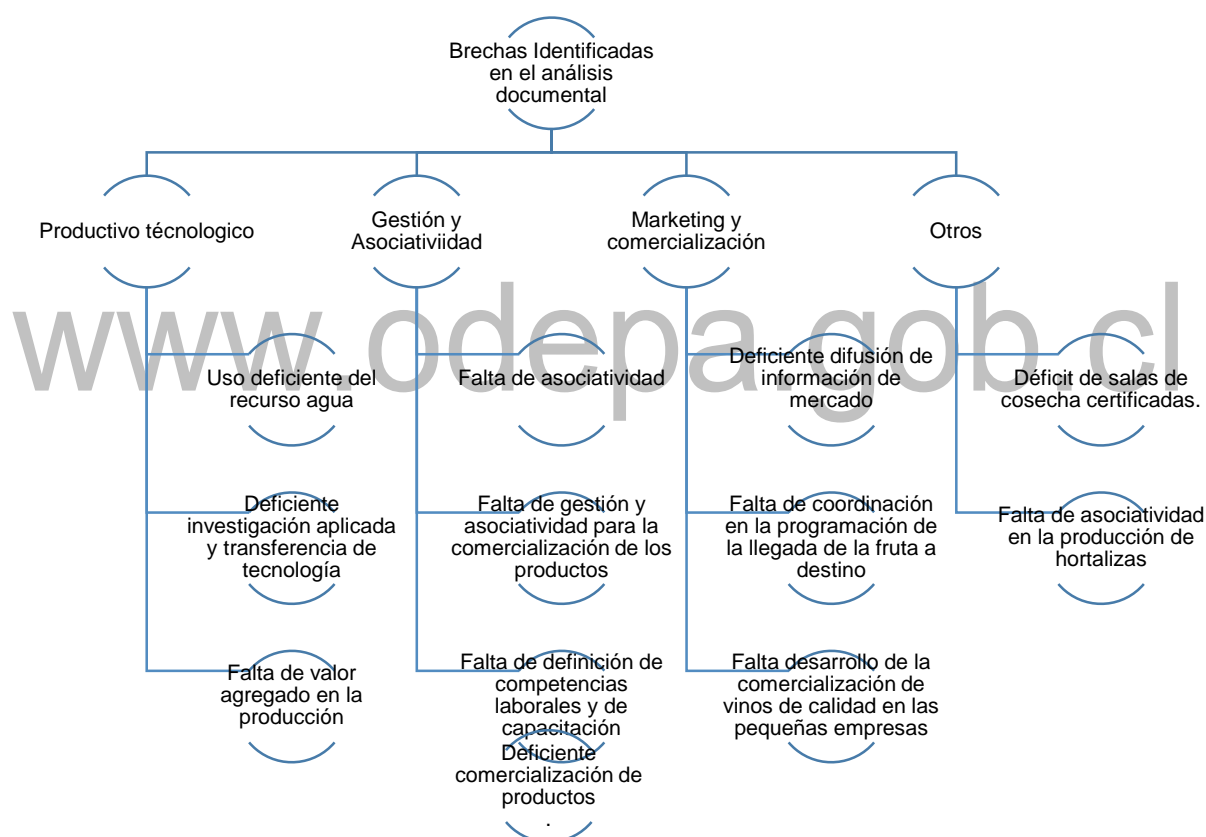 Brechas Identificadas
en el análisis
documental
Productivo técnologico
Gestión y
Asociativiidad
Marketing y
comercialización
Otros
www.odepa.gob.cl
Uso deficiente del
recurso agua
Deficiente
investigación aplicada
y transferencia de
tecnología
Falta de valor
agregado en la
producción
Falta de asociatividad
Falta de gestión y
asociatividad para la
comercialización de los
productos
Falta de definición de
competencias
laborales y de
capacitación
Deficiente
comercialización de
productos
.
Deficiente difusión de
información de
mercado
Falta de coordinación
en la programación de
la llegada de la fruta a
destino
Falta desarrollo de la
comercialización de
vinos de calidad en las
pequeñas empresas
Déficit de salas de
cosecha certificadas.
Falta de asociatividad
en la producción de
hortalizas